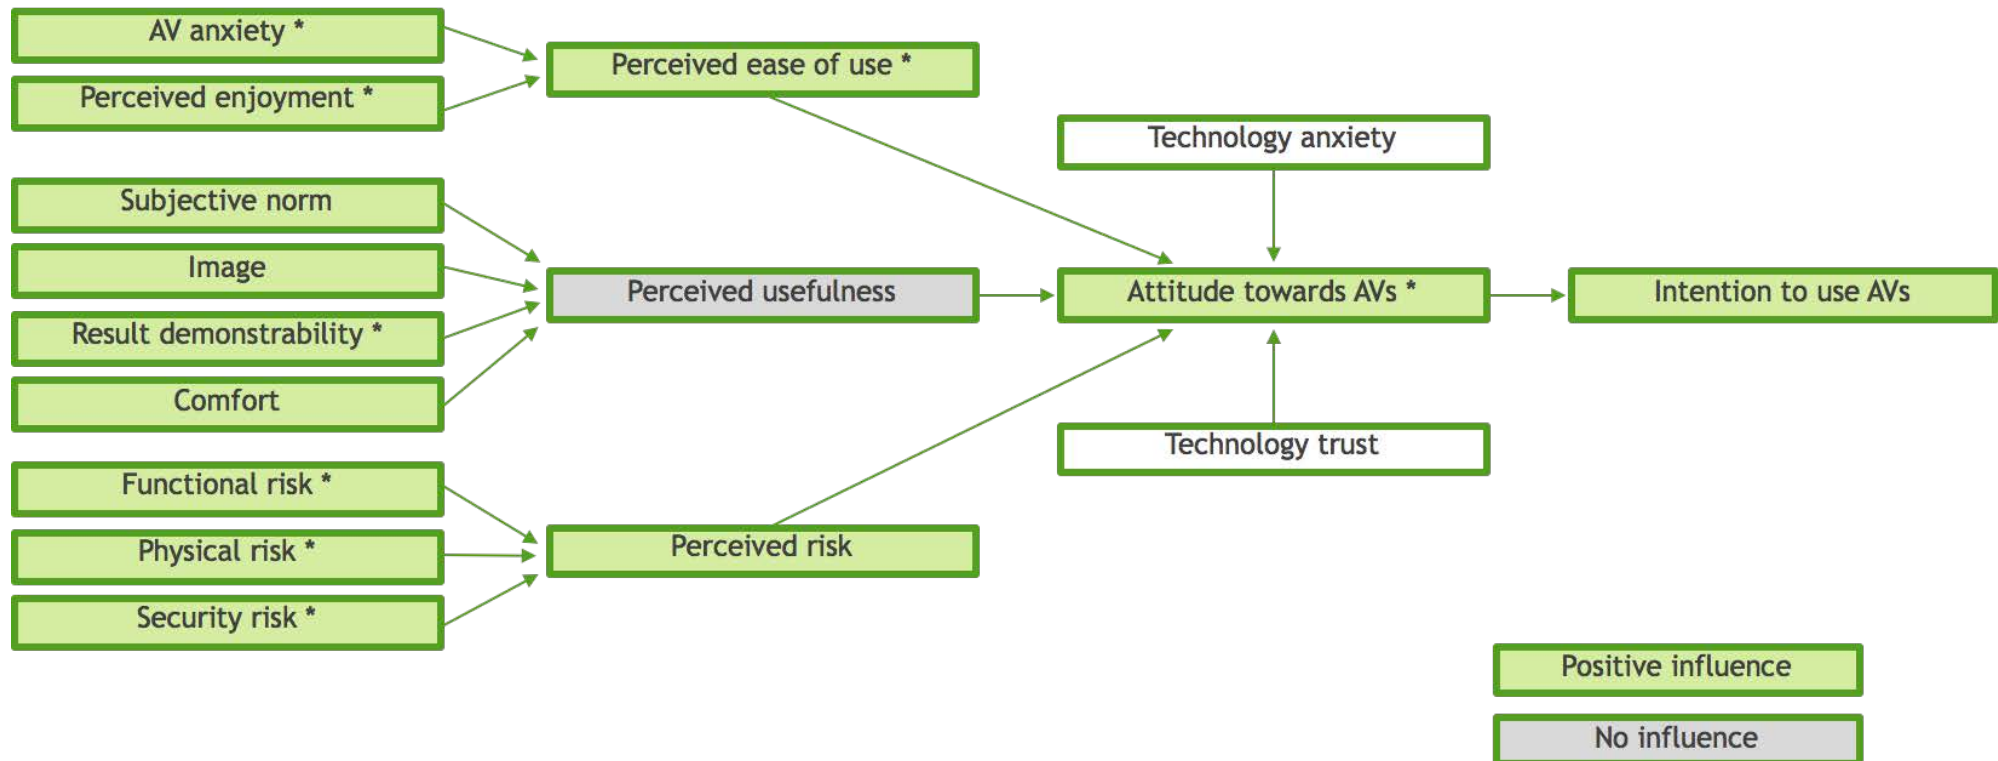 AV anxiety *
Perceived enjoyment *
Perceived ease of use *
Technology anxiety
Subjective norm
Image
Result demonstrability *
Comfort
Perceived usefulness
Attitude towards AVs *
Intention to use AVs
Technology trust
Functional risk *
Physical risk *
Security risk *
Perceived risk
Positive influence
No influence